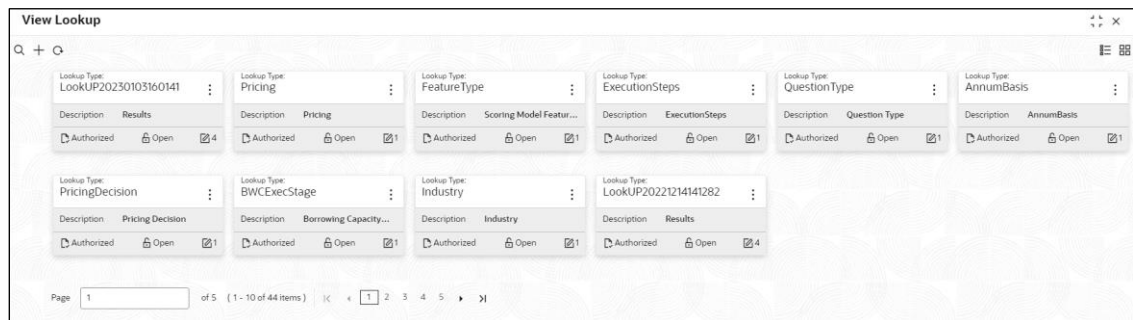 View Lookup
Lookup Type: Lookup Type: Lookup Type: Lookup Type: Lookup Type: Lookup Type:
LookUP20230103160141 Pricing FeatureType ExecutionSteps QuestionType AnnumBasis
Description Results Description Pricing Description Scoring Model Featur... Description ExecutionSteps Description Question Type Description AnnumBasis
Authorized Open 4 Authorized Open 1 Authorized Open 1 Authorized Open 1 Authorized Open 1 Authorized Open 1
Lookup Type: Lookup Type: Lookup Type: Lookup Type:
PricingDecision BWCExecStage Industry LookUP20221214141282
Description Pricing Decision Description Borrowing Capacity... Description Industry Description Results
Authorized Open 1 Authorized Open 1 Authorized Open 1 Authorized Open 4
Page 1 of 5 (1 - 10 of 44 items) 1 2 3 4 5